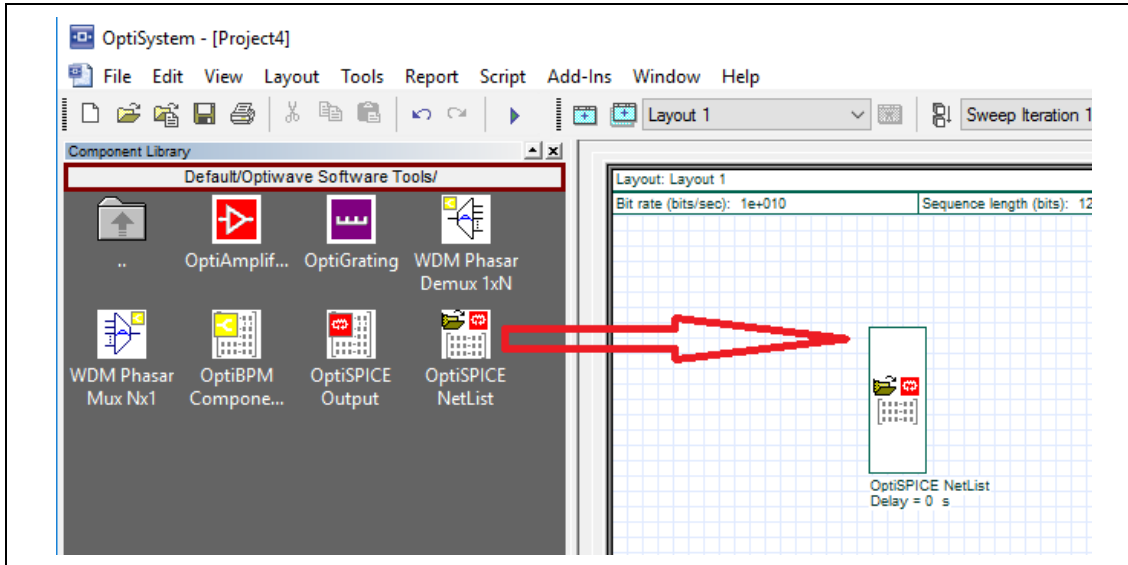 OptiSystem - [Project4]
File Edit View Layout Tools Report Script Add-Ins Window Help
Layout 1
Sweep Iteration 1
Component Library
Default/Optiwave Software Tools/
..
OptiAmplif...
OptiGrating
WDM Phasar
Demux 1xN
WDM Phasar
Mux Nx1
OptiBPM
Compone...
OptiSPICE
Output
OptiSPICE
NetList
Layout: Layout 1
Bit rate (bits/sec): 1e+010
Sequence length (bits): 12
OptiSPICE NetList
Delay = 0 s